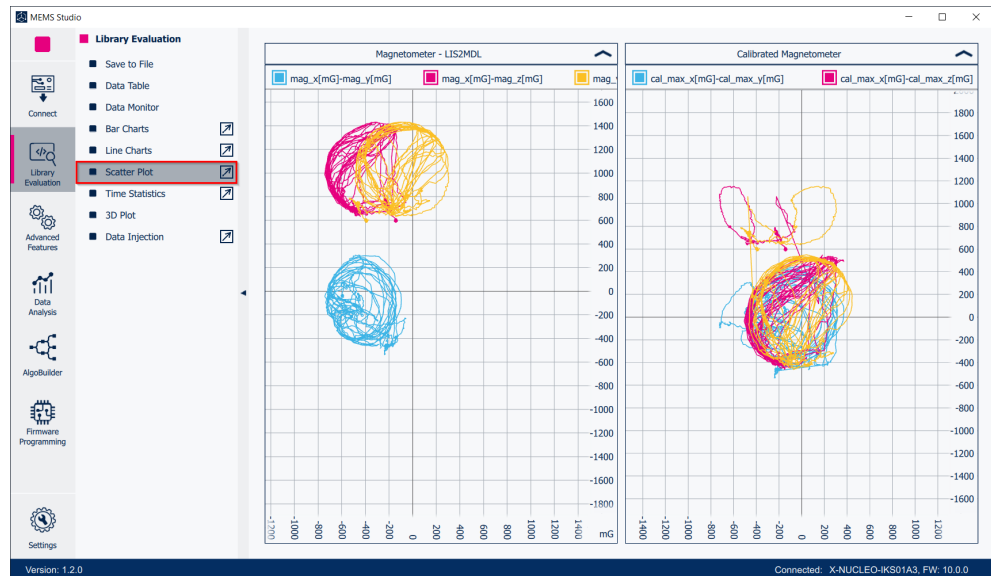 MEMS Studio
Connect
Library
Evaluation
Advanced
Features
Data
Analysis
AlgoBuilder
Firmware
Programming
Settings
Library Evaluation
Save to File
Data Table
Data Monitor
Bar Charts
Line Charts
Scatter Plot
Time Statistics
3D Plot
Data Injection
Magnetometer - LIS2MDL
mag_x[mG]-mag_y[mG] mag_x[mG]-mag_z[mG] mag_
1600
1400
1200
1000
800
600
400
200
0
-200
-400
-600
-800
-1000
-1200
-1400
-1600
-1800
-1200 -1000 -800 -600 -400 -200 0 200 400 600 800 1000 1200 1400 mG
Calibrated Magnetometer
cal_max_x[mG]-cal_max_y[mG] cal_max_x[mG]-cal_max_z[mG]
1800
1600
1400
1200
1000
800
600
400
200
0
-200
-400
-600
-800
-1000
-1200
-1400
-1600
-1400 -1200 -1000 -800 -600 -400 -200 0 200 400 600 800 1000 1200
Version: 1.2.0
Connected: X-NUCLEO-IKS01A3, FW: 10.0.0